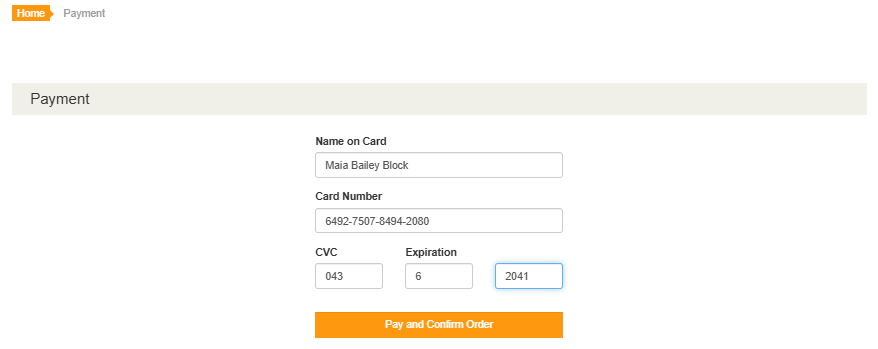 Home Payment
Payment
Name on Card
Maia Bailey Block
Card Number
6492-7507-8494-2080
CVC Expiration
043 6 2041
Pay and Confirm Order